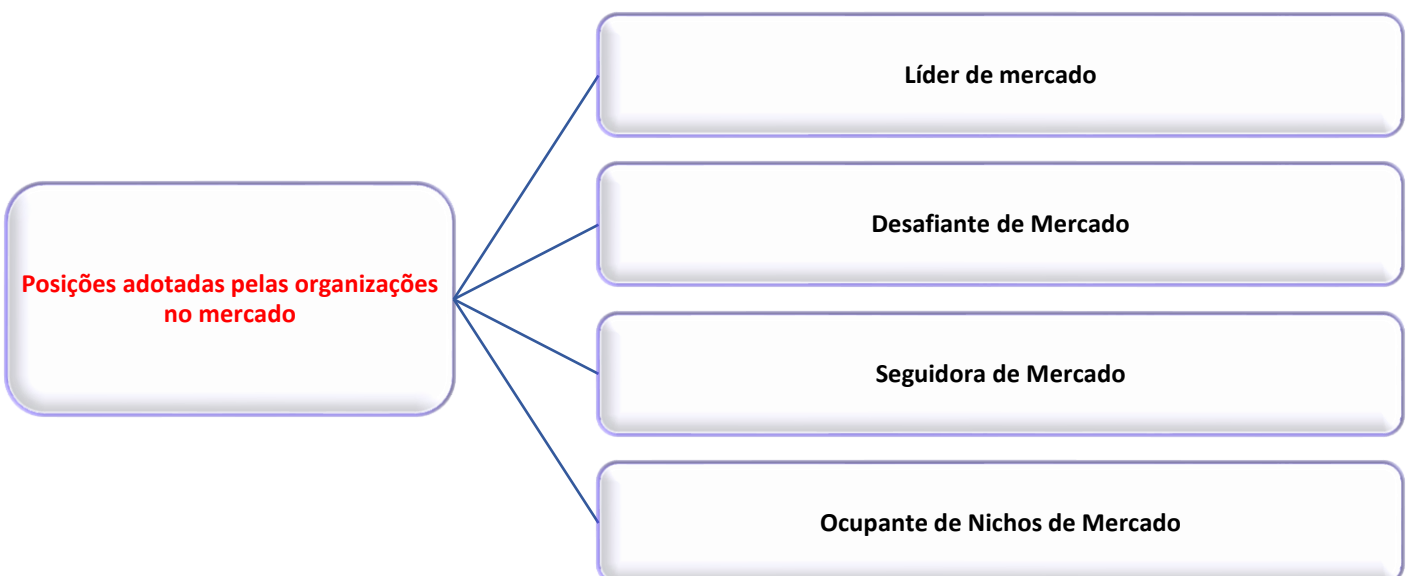 Líder de mercado
Desafiante de Mercado
Posições adotadas pelas organizações
no mercado
Seguidora de Mercado
Ocupante de Nichos de Mercado